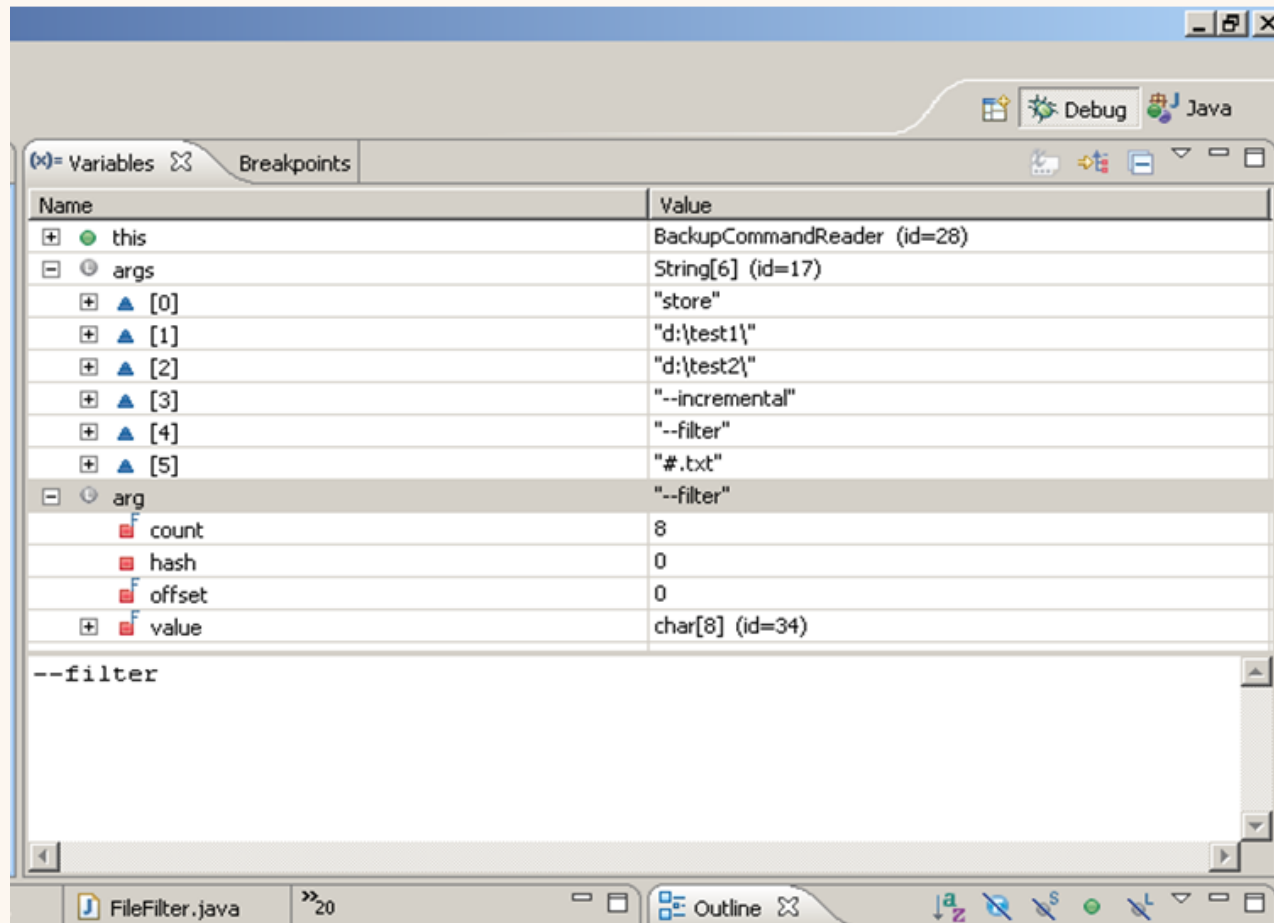 Debug Java
(x)= Variables Breakpoints
Name Value
this BackupCommandReader (id=28)
args String[6] (id=17)
[0] "store"
[1] "d:\test1\"
[2] "d:\test2\"
[3] "--incremental"
[4] "--filter"
[5] "#.txt"
arg "--filter"
F count 8
hash 0
F offset 0
F value char[8] (id=34)
--filter
FileFilter.java »20 Outline